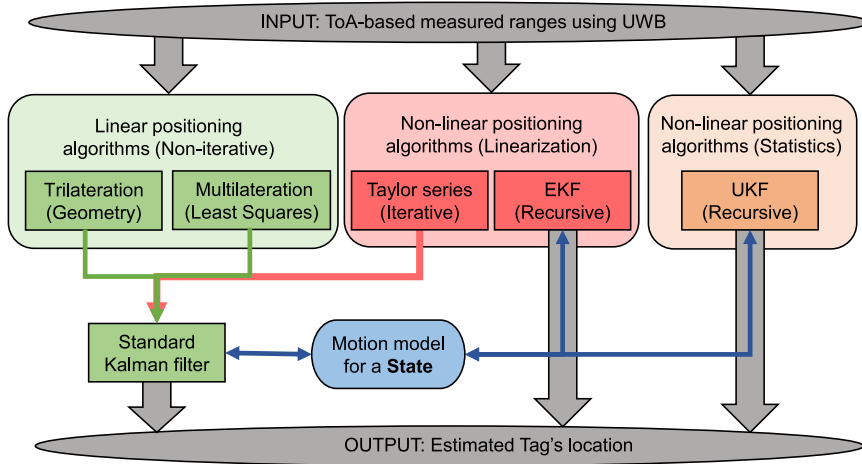 INPUT: ToA-based measured ranges using UWB
Linear positioning
algorithms (Non-iterative)
Trilateration
(Geometry)
Multilateration
(Least Squares)
Non-linear positioning
algorithms (Linearization)
Taylor series
(Iterative)
EKF
(Recursive)
Non-linear positioning
algorithms (Statistics)
UKF
(Recursive)
Standard
Kalman filter
Motion model
for a State
OUTPUT: Estimated Tag's location